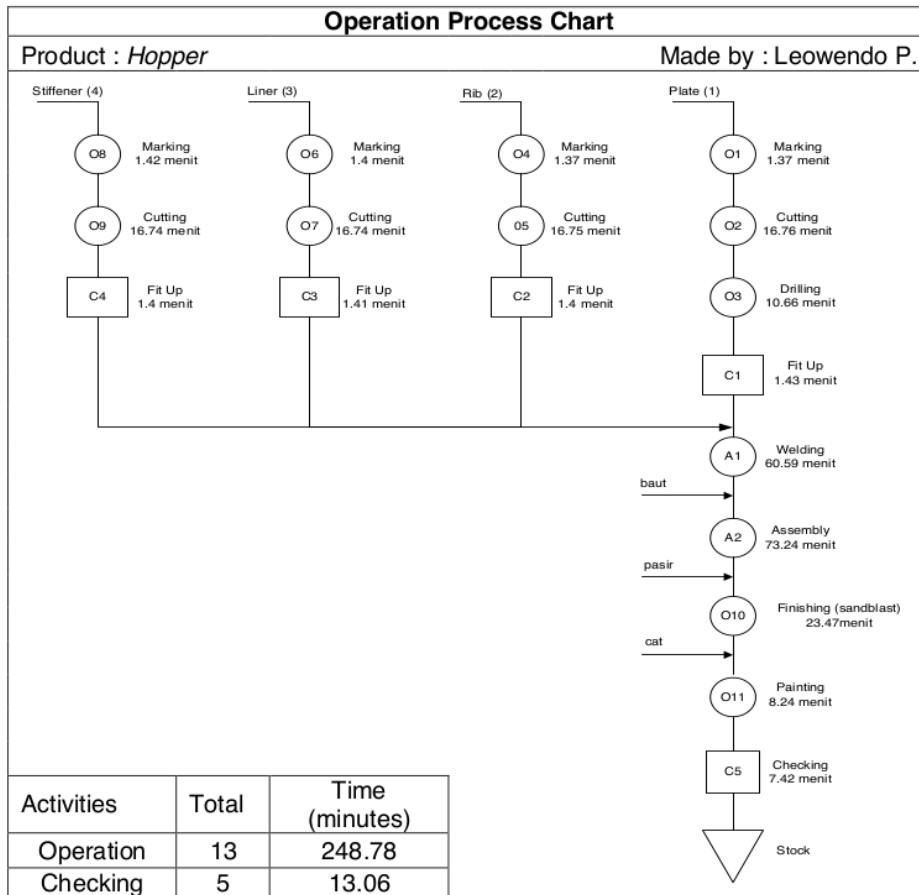 Operation Process Chart
Product : Hopper
Made by : Leowendo P.
Stiffener (4)
Liner (3)
Rib (2)
Plate (1)
O8
Marking
1.42 menit
O6
Marking
1.4 menit
O4
Marking
1.37 menit
O1
Marking
1.37 menit
O9
Cutting
16.74 menit
O7
Cutting
16.74 menit
05
Cutting
16.75 menit
O2
Cutting
16.76 menit
C4
Fit Up
1.4 menit
C3
Fit Up
1.41 menit
C2
Fit Up
1.4 menit
O3
Drilling
10.66 menit
C1
Fit Up
1.43 menit
A1
Welding
60.59 menit
baut
A2
Assembly
73.24 menit
pasir
O10
Finishing (sandblast)
23.47menit
cat
O11
Painting
8.24 menit
C5
Checking
7.42 menit
Stock
Activities Total Time
(minutes)
Operation 13 248.78
Checking 5 13.06